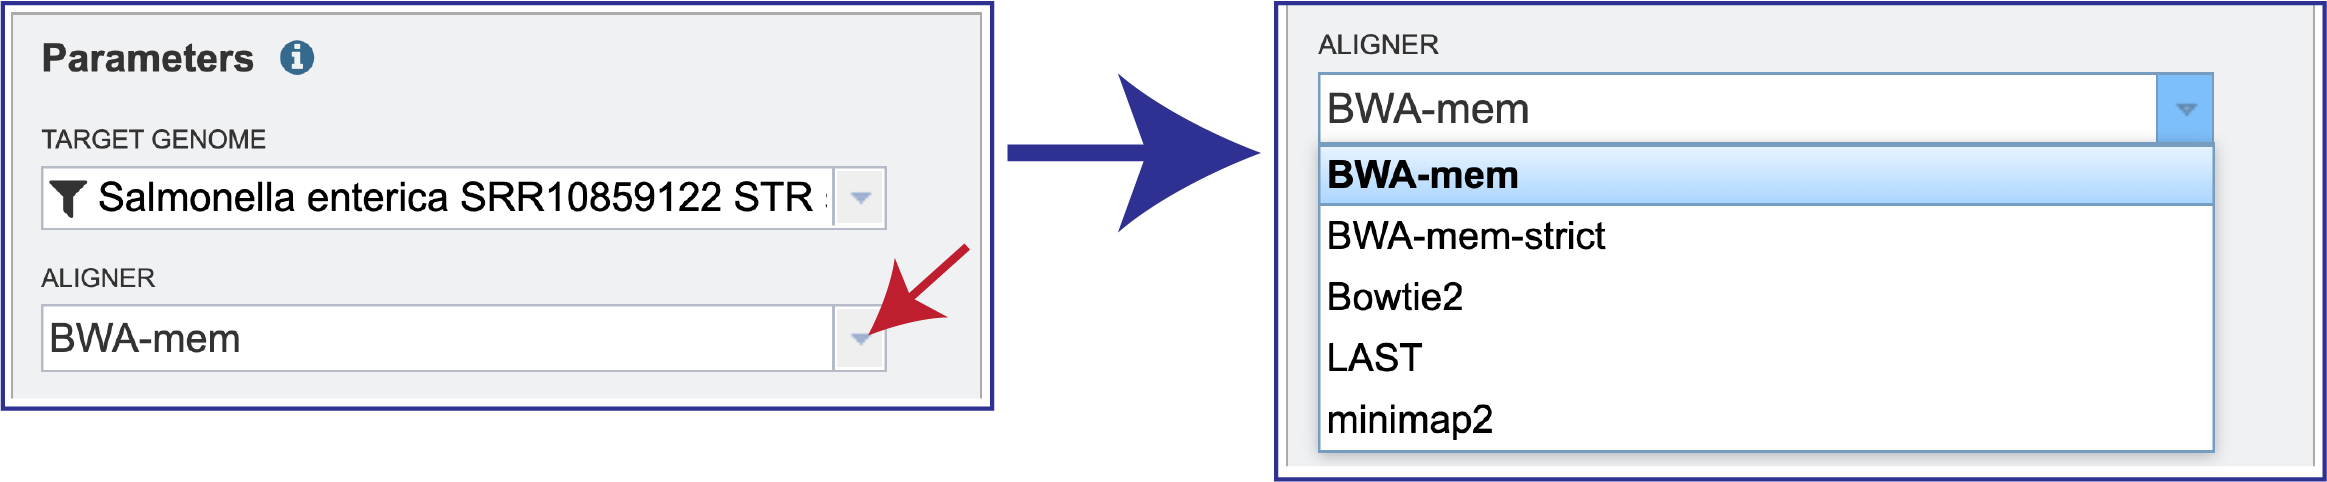 Parameters
TARGET GENOME
Salmonella enterica SRR10859122 STR
ALIGNER
BWA-mem
ALIGNER
BWA-mem
BWA-mem
BWA-mem-strict
Bowtie2
LAST
minimap2